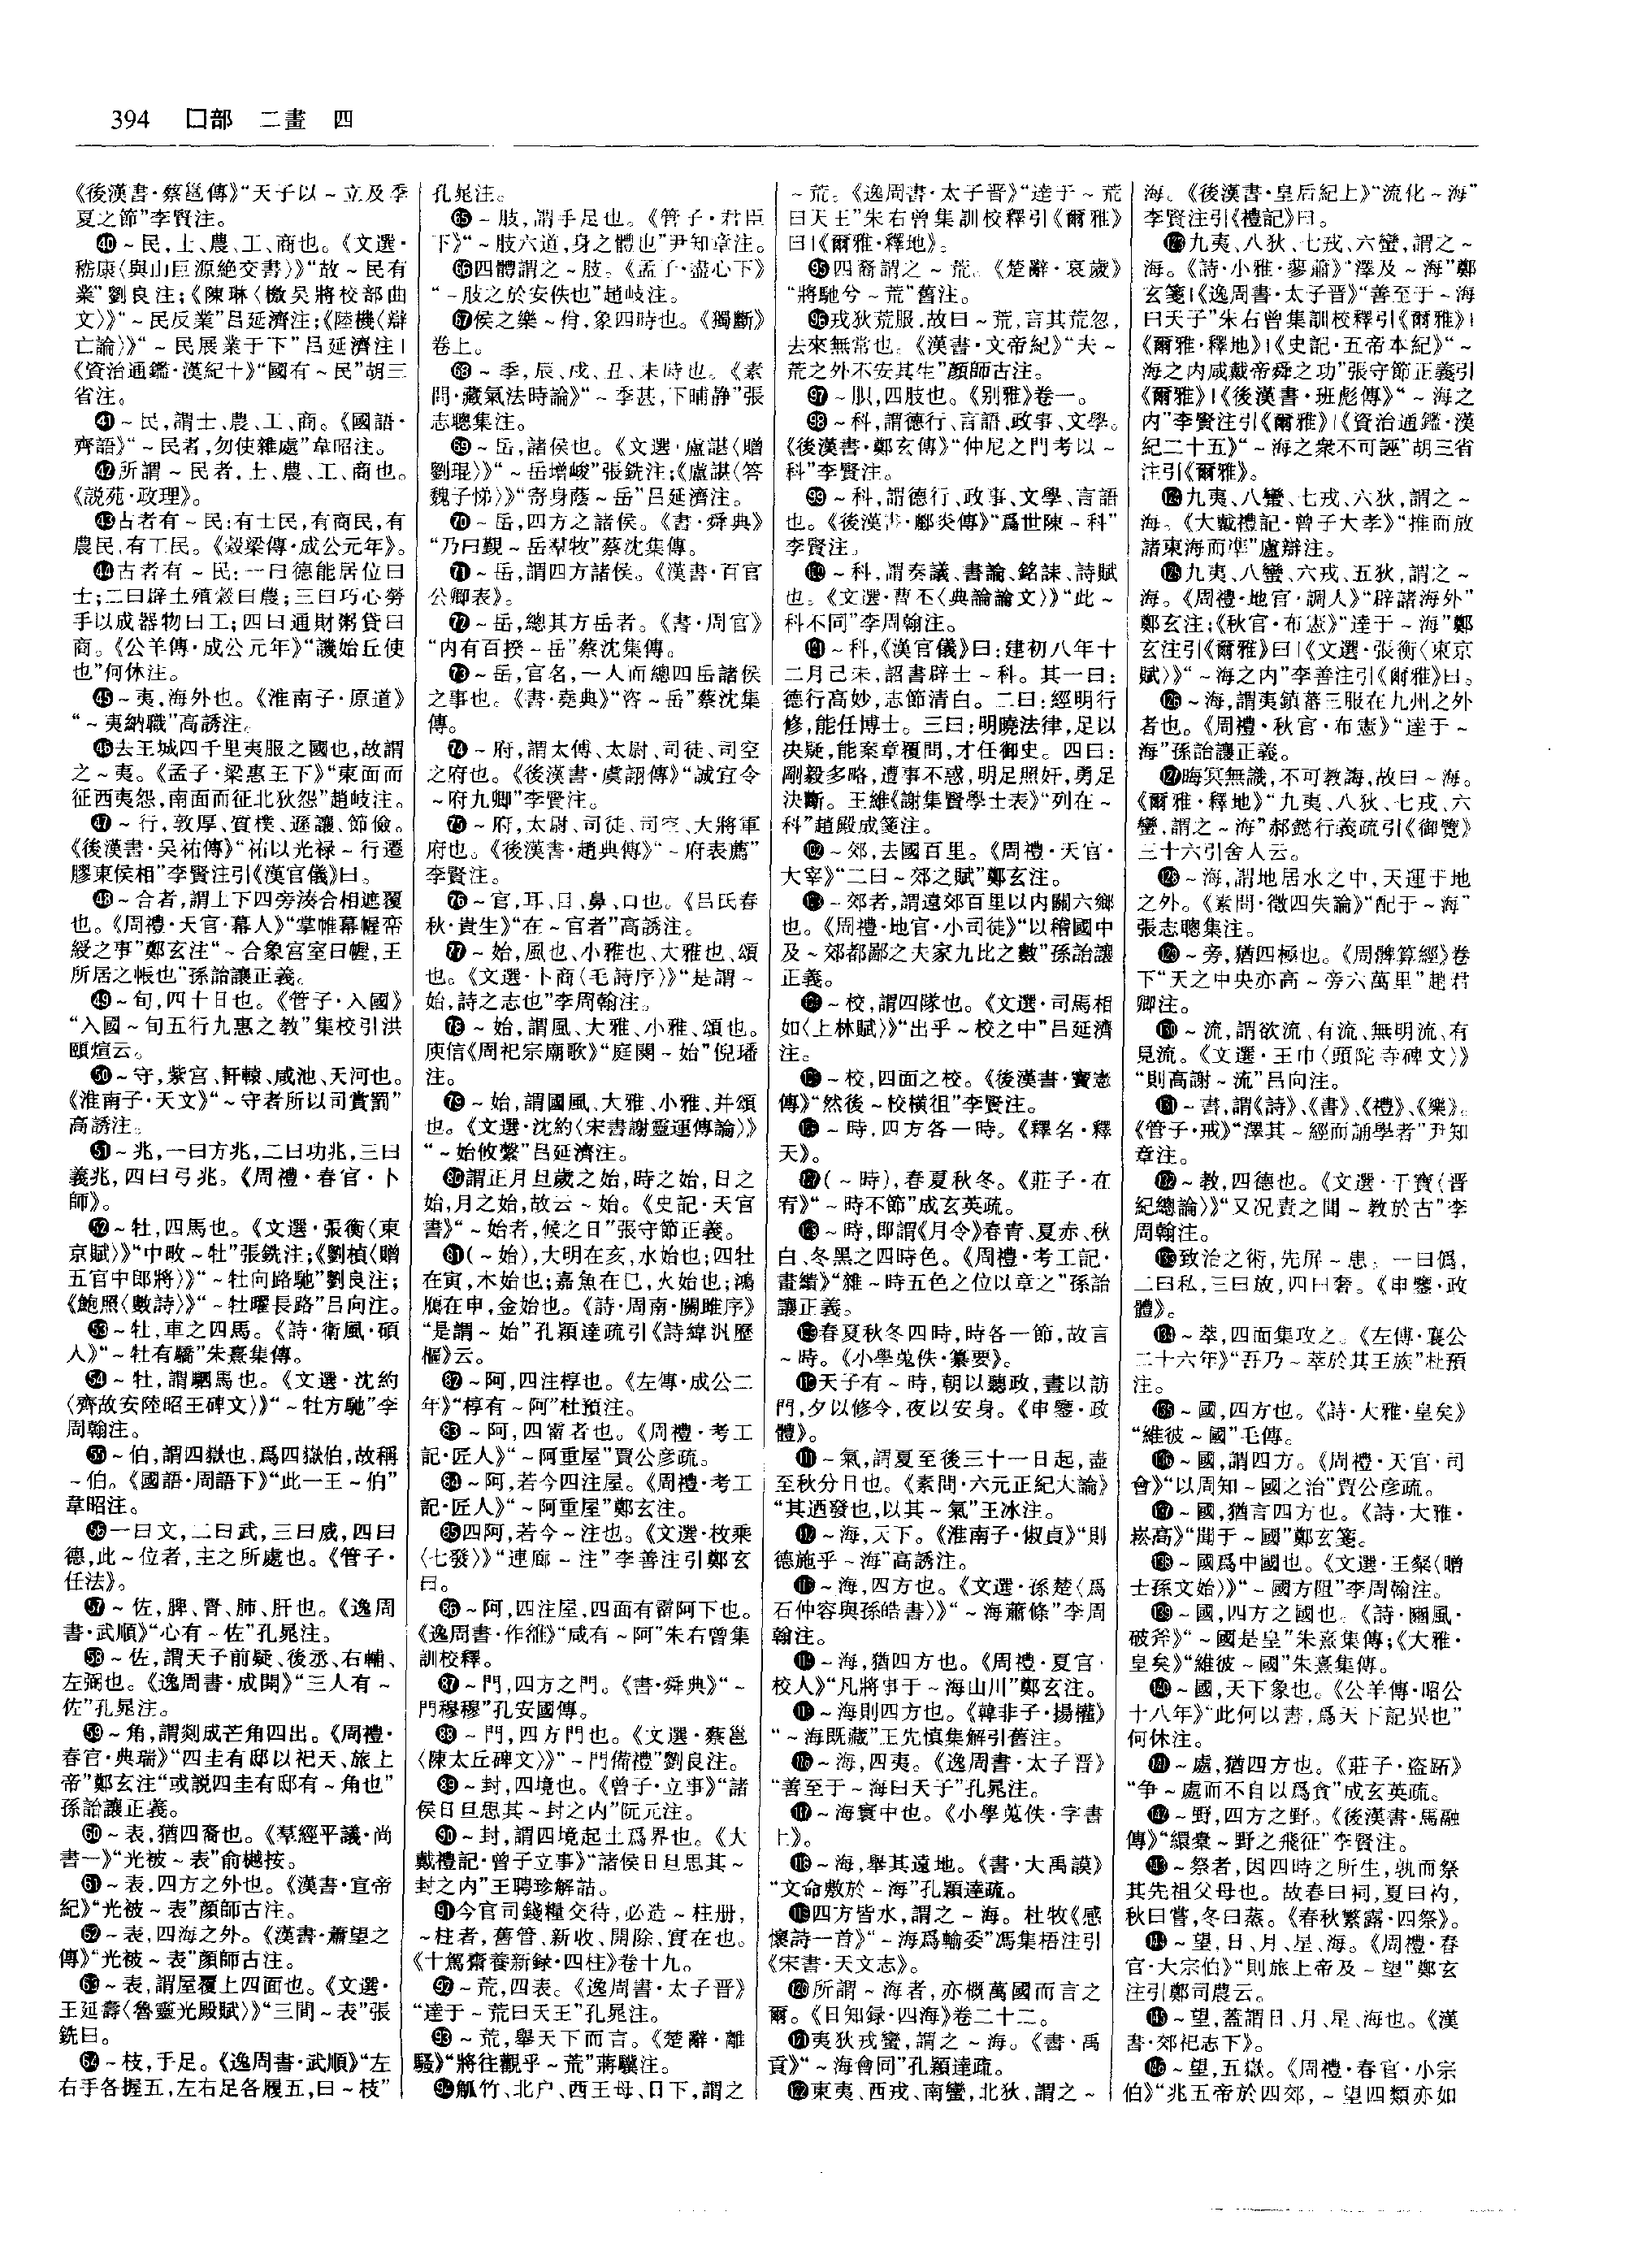 394 囗部 二畫 四
《後漢書·蔡邕傳》“天子以～立及季
夏之節”李賢注。
㊵～民，士、農、工、商也。《文選·
嵇康〈與山巨源絶交書〉》“故～民有
業”劉良注；《陳琳〈檄吴將校部曲
文〉》“～民反業”吕延濟注；《陸機〈辯
亡論〉》“～民展業于下”吕延濟注|
《資治通鑑·漢紀十》“國有～民”胡三
省注。
㊶～民，謂士、農、工、商。《國語·
齊語》“～民者，勿使雜處”韋昭注。
㊷所謂～民者，士、農、工、商也。
《説苑·政理》。
㊸古者有～民：有士民，有商民，有
農民，有工民。《穀梁傳·成公元年》。
㊹古者有～民：一曰德能居位曰
士；二曰辟土殖穀曰農；三曰巧心勞
手以成器物曰工；四曰通財粥貨曰
商。《公羊傳·成公元年》“譏始丘使
也”何休注。
㊺～夷，海外也。《淮南子·原道》
“～夷納職”高誘注。
㊻去王城四千里夷服之國也，故謂
之～夷。《孟子·梁惠王下》“東面而
征西夷怨，南面而征北狄怨”趙岐注。
㊼～行，敦厚、質樸、遜讓、節儉。
《後漢書·吴祐傳》“祐以光禄～行遷
膠東侯相”李賢注引《漢官儀》曰。
㊽～合者，謂上下四旁湊合相遮覆
也。《周禮·天官·幕人》“掌帷幕幄帟
綬之事”鄭玄注“～合象宫室曰幄，王
所居之帳也”孫詒讓正義。
㊾～旬，四十日也。《管子·入國》
“入國～旬五行九惠之教”集校引洪
頤煊云。
㊿～守，紫宫、軒轅、咸池、天河也。
《淮南子·天文》“～守者所以司賞罰”
高誘注。
51～兆，一曰方兆，二曰功兆，三曰
義兆，四曰弓兆。《周禮·春官·卜
師》。
52～牡，四馬也。《文選·張衡〈東
京賦〉》“中畋～牡”張銑注；《劉楨〈贈
五官中郎將〉》“～牡向路馳”劉良注；
《鮑照〈數詩〉》“～牡曜長路”吕向注。
53～牡，車之四馬。《詩·衛風·碩
人》“～牡有驕”朱熹集傳。
54～牡，謂駟馬也。《文選·沈約
〈齊故安陸昭王碑文〉》“～牡方馳”李
周翰注。
55～伯，謂四獄也，爲四獄伯，故稱
～伯。《國語·周語下》“此一王～伯”
韋昭注。
56一曰文，二曰武，三曰威，四曰
德，此～位者，主之所處也。《管子·
任法》。
57～佐，脾、腎、肺、肝也。《逸周
書·武順》“心有～佐”孔晁注。
58～佐，謂天子前疑、後丞、右輔、
左弼也。《逸周書·成開》“三人有～
佐”孔晁注。
59～角，謂剡成芒角四出。《周禮·
春官·典瑞》“四圭有邸以祀天、旅上
帝”鄭玄注“或説四圭有邸有～角也”
孫詒讓正義。
60～表，猶四裔也。《羣經平議·尚
書一》“光被～表”俞樾按。
61～表，四方之外也。《漢書·宣帝
紀》“光被～表”顔師古注。
62～表，四海之外。《漢書·蕭望之
傳》“光被～表”顔師古注。
63～表，謂屋覆上四面也。《文選·
王延壽〈魯靈光殿賦〉》“三間～表”張
銑曰。
64～枝，手足。《逸周書·武順》“左
右手各握五，左右足各履五，曰～枝”
孔晁注。
65～肢，謂手足也。《管子·君臣
下》“～肢六道，身之體也”尹知章注。
66四體謂之～肢。《孟子·盡心下》
“～肢之於安佚也”趙岐注。
67侯之樂～佾，象四時也。《獨斷》
卷上。
68～季，辰、戌、丑、未時也。《素
問·藏氣法時論》“～季甚，下晡静”張
志聰集注。
69～岳，諸侯也。《文選·盧諶〈贈
劉琨〉》“～岳增峻”張銑注；《盧諶〈答
魏子悌〉》“寄身蔭～岳”吕延濟注。
70～岳，四方之諸侯。《書·舜典》
“乃曰覲～岳羣牧”蔡沈集傳。
71～岳，謂四方諸侯。《漢書·百官
公卿表》。
72～岳，總其方岳者。《書·周官》
“内有百揆～岳”蔡沈集傳。
73～岳，官名，一人而總四岳諸侯
之事也。《書·堯典》“咨～岳”蔡沈集
傳。
74～府，謂太傅、太尉、司徒、司空
之府也。《後漢書·虞詡傳》“誠宜令
～府九卿”李賢注。
75～府，太尉、司徒、司空、大將軍
府也。《後漢書·趙典傳》“～府表薦”
李賢注。
76～官，耳、目、鼻、口也。《吕氏春
秋·貴生》“在～官者”高誘注。
77～始，風也、小雅也、大雅也、頌
也。《文選·卜商〈毛詩序〉》“是謂～
始，詩之志也”李周翰注。
78～始，謂風、大雅、小雅、頌也。
庾信《周祀宗廟歌》“庭閿～始”倪璠
注。
79～始，謂國風、大雅、小雅、并頌
也。《文選·沈約〈宋書謝靈運傳論〉》
“～始攸繫”吕延濟注。
80謂正月旦歲之始，時之始，日之
始，月之始，故云～始。《史記·天官
書》“～始者，候之日”張守節正義。
81（～始），大明在亥，水始也；四牡
在寅，木始也；嘉魚在巳，火始也；鴻
鴈在申，金始也。《詩·周南·關雎序》
“是謂～始”孔穎達疏引《詩緯汎歷
樞》云。
82～阿，四注椁也。《左傳·成公二
年》“椁有～阿”杜預注。
83～阿，四霤者也。《周禮·考工
記·匠人》“～阿重屋”賈公彦疏。
84～阿，若今四注屋。《周禮·考工
記·匠人》“～阿重屋”鄭玄注。
85四阿，若今～注也。《文選·枚乘
〈七發〉》“連廊～注”李善注引鄭玄
曰。
86～阿，四注屋，四面有霤阿下也。
《逸周書·作雒》“咸有～阿”朱右曾集
訓校釋。
87～門，四方之門。《書·舜典》“～
門穆穆”孔安國傳。
88～門，四方門也。《文選·蔡邕
〈陳太丘碑文〉》“～門備禮”劉良注。
89～封，四境也。《曾子·立事》“諸
侯日旦思其～封之内”阮元注。
90～封，謂四境起土爲界也。《大
戴禮記·曾子立事》“諸侯日旦思其～
封之内”王聘珍解詁。
91今官司錢糧交待，必造～柱册，
～柱者，舊管、新收、開除、實在也。
《十駕齋養新録·四柱》卷十九。
92～荒，四表。《逸周書·太子晉》
“達于～荒曰天王”孔晁注。
93～荒，舉天下而言。《楚辭·離
騷》“將往觀乎～荒”蔣驥注。
94觚竹、北户、西王母、日下，謂之
～荒。《逸周書·太子晉》“達于～荒
曰天王”朱右曾集訓校釋引《爾雅》
曰|《爾雅·釋地》。
95四裔謂之～荒。《楚辭·哀歲》
“將馳兮～荒”舊注。
96戎狄荒服，故曰～荒，言其荒忽，
去來無常也。《漢書·文帝紀》“夫～
荒之外不安其生”顔師古注。
97～胑，四肢也。《别雅》卷一。
98～科，謂德行、言語、政事、文學。
《後漢書·鄭玄傳》“仲尼之門考以～
科”李賢注。
99～科，謂德行、政事、文學、言語
也。《後漢書·酈炎傳》“爲世陳～科”
李賢注。
100～科，謂奏議、書論、銘誄、詩賦
也。《文選·曹丕〈典論論文〉》“此～
科不同”李周翰注。
101～科，《漢官儀》曰：建初八年十
二月己未，詔書辟士～科。其一曰：
德行高妙，志節清白。二曰：經明行
修，能任博士。三曰：明曉法律，足以
决疑，能案章覆問，才任御史。四曰：
剛毅多略，遭事不惑，明足照奸，勇足
決斷。王維《謝集賢學士表》“列在～
科”趙殿成箋注。
102～郊，去國百里。《周禮·天官·
大宰》“二曰～郊之賦”鄭玄注。
103～郊者，謂遠郊百里以内關六鄉
也。《周禮·地官·小司徒》“以稽國中
及～郊都鄙之夫家九比之數”孫詒讓
正義。
104～校，謂四隊也。《文選·司馬相
如〈上林賦〉》“出乎～校之中”吕延濟
注。
105～校，四面之校。《後漢書·竇憲
傳》“然後～校横徂”李賢注。
106～時，四方各一時。《釋名·釋
天》。
107（～時），春夏秋冬。《莊子·在
宥》“～時不節”成玄英疏。
108～時，即謂《月令》春青、夏赤、秋
白、冬黑之四時色。《周禮·考工記·
畫繢》“雜～時五色之位以章之”孫詒
讓正義。
109春夏秋冬四時，時各一節，故言
～時。《小學蒐佚·纂要》。
110天子有～時，朝以聽政，晝以訪
問，夕以修令，夜以安身。《申鑒·政
體》。
111～氣，謂夏至後三十一日起，盡
至秋分日也。《素問·六元正紀大論》
“其迺發也，以其～氣”王冰注。
112～海，天下。《淮南子·俶真》“則
德施乎～海”高誘注。
113～海，四方也。《文選·孫楚〈爲
石仲容與孫皓書〉》“～海蕭條”李周
翰注。
114～海，猶四方也。《周禮·夏官·
校人》“凡將事于～海山川”鄭玄注。
115～海則四方也。《韓非子·揚權》
“～海既藏”王先慎集解引舊注。
116～海，四夷。《逸周書·太子晉》
“善至于～海曰天子”孔晁注。
117～海寰中也。《小學蒐佚·字書
上》。
118～海，舉其遠地。《書·大禹謨》
“文命敷於～海”孔穎達疏。
119四方皆水，謂之～海。杜牧《感
懷詩一首》“～海爲輸委”馮集梧注引
《宋書·天文志》。
120所謂～海者，亦概萬國而言之
爾。《日知録·四海》卷二十二。
121夷狄戎蠻，謂之～海。《書·禹
貢》“～海會同”孔穎達疏。
122東夷、西戎、南蠻，北狄，謂之～
海。《後漢書·皇后紀上》“流化～海”
李賢注引《禮記》曰。
123九夷、八狄、七戎、六蠻，謂之～
海。《詩·小雅·蓼蕭》“澤及～海”鄭
玄箋|《逸周書·太子晉》“善至于～海
曰天子”朱右曾集訓校釋引《爾雅》|
《爾雅·釋地》|《史記·五帝本紀》“～
海之内咸戴帝舜之功”張守節正義引
《爾雅》|《後漢書·班彪傳》“～海之
内”李賢注引《爾雅》|《資治通鑑·漢
紀二十五》“～海之衆不可誣”胡三省
注引《爾雅》。
124九夷、八蠻、七戎、六狄，謂之～
海。《大戴禮記·曾子大孝》“推而放
諸東海而準”盧辯注。
125九夷、八蠻、六戎、五狄，謂之～
海。《周禮·地官·調人》“辟諸海外”
鄭玄注；《秋官·布憲》“達于～海”鄭
玄注引《爾雅》曰|《文選·張衡〈東京
賦〉》“～海之内”李善注引《爾雅》曰。
126～海，謂夷鎮蕃三服在九州之外
者也。《周禮·秋官·布憲》“達于～
海”孫詒讓正義。
127晦冥無識，不可教誨，故曰～海。
《爾雅·釋地》“九夷、八狄、七戎、六
蠻，謂之～海”郝懿行義疏引《御覽》
三十六引舍人云。
128～海，謂地居水之中，天運于地
之外。《素問·徵四失論》“配于～海”
張志聰集注。
129～旁，猶四極也。《周髀算經》卷
下“天之中央亦高～旁六萬里”趙君
卿注。
130～流，謂欲流、有流、無明流、有
見流。《文選·王巾〈頭陀寺碑文〉》
“則高謝～流”吕向注。
131～書，謂《詩》、《書》、《禮》、《樂》。
《管子·戒》“澤其～經而誦學者”尹知
章注。
132～教，四德也。《文選·干寶〈晋
紀總論〉》“又况責之聞～教於古”李
周翰注。
133致治之術，先屏～患：一曰僞，
二曰私，三曰放，四曰奢。《申鑒·政
體》。
134～萃，四面集攻之。《左傳·襄公
二十六年》“吾乃～萃於其王族”杜預
注。
135～國，四方也。《詩·大雅·皇矣》
“維彼～國”毛傳。
136～國，謂四方。《周禮·天官·司
會》“以周知～國之治”賈公彦疏。
137～國，猶言四方也。《詩·大雅·
崧高》“聞于～國”鄭玄箋。
138～國爲中國也。《文選·王粲〈贈
士孫文始〉》“～國方阻”李周翰注。
139～國，四方之國也。《詩·豳風·
破斧》“～國是皇”朱熹集傳；《大雅·
皇矣》“維彼～國”朱熹集傳。
140～國，天下象也。《公羊傳·昭公
十八年》“此何以書，爲天下記異也”
何休注。
141～處，猶四方也。《莊子·盗跖》
“争～處而不自以爲貪”成玄英疏。
142～野，四方之野。《後漢書·馬融
傳》“繯橐～野之飛征”李賢注。
143～祭者，因四時之所生，孰而祭
其先祖父母也。故春曰祠，夏曰礿，
秋曰嘗，冬曰蒸。《春秋繁露·四祭》。
144～望，日、月、星、海。《周禮·春
官·大宗伯》“則旅上帝及～望”鄭玄
注引鄭司農云。
145～望，蓋謂日、月、星、海也。《漢
書·郊祀志下》。
146～望，五嶽。《周禮·春官·小宗
伯》“兆五帝於四郊，～望四類亦如